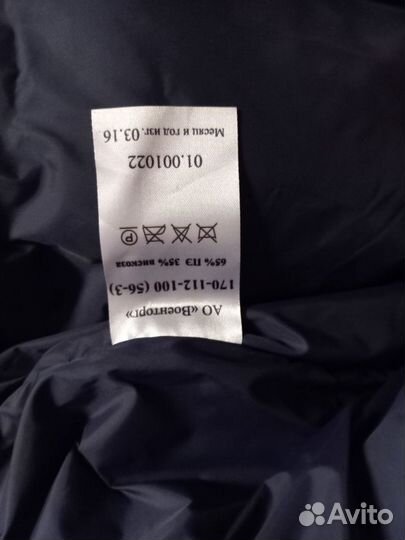 АО «Военторг»
170-112-100 (56-3)
65% ПЭ 35% вискоза
P
01.001022
Месяц и год изг. 03.16
Avito